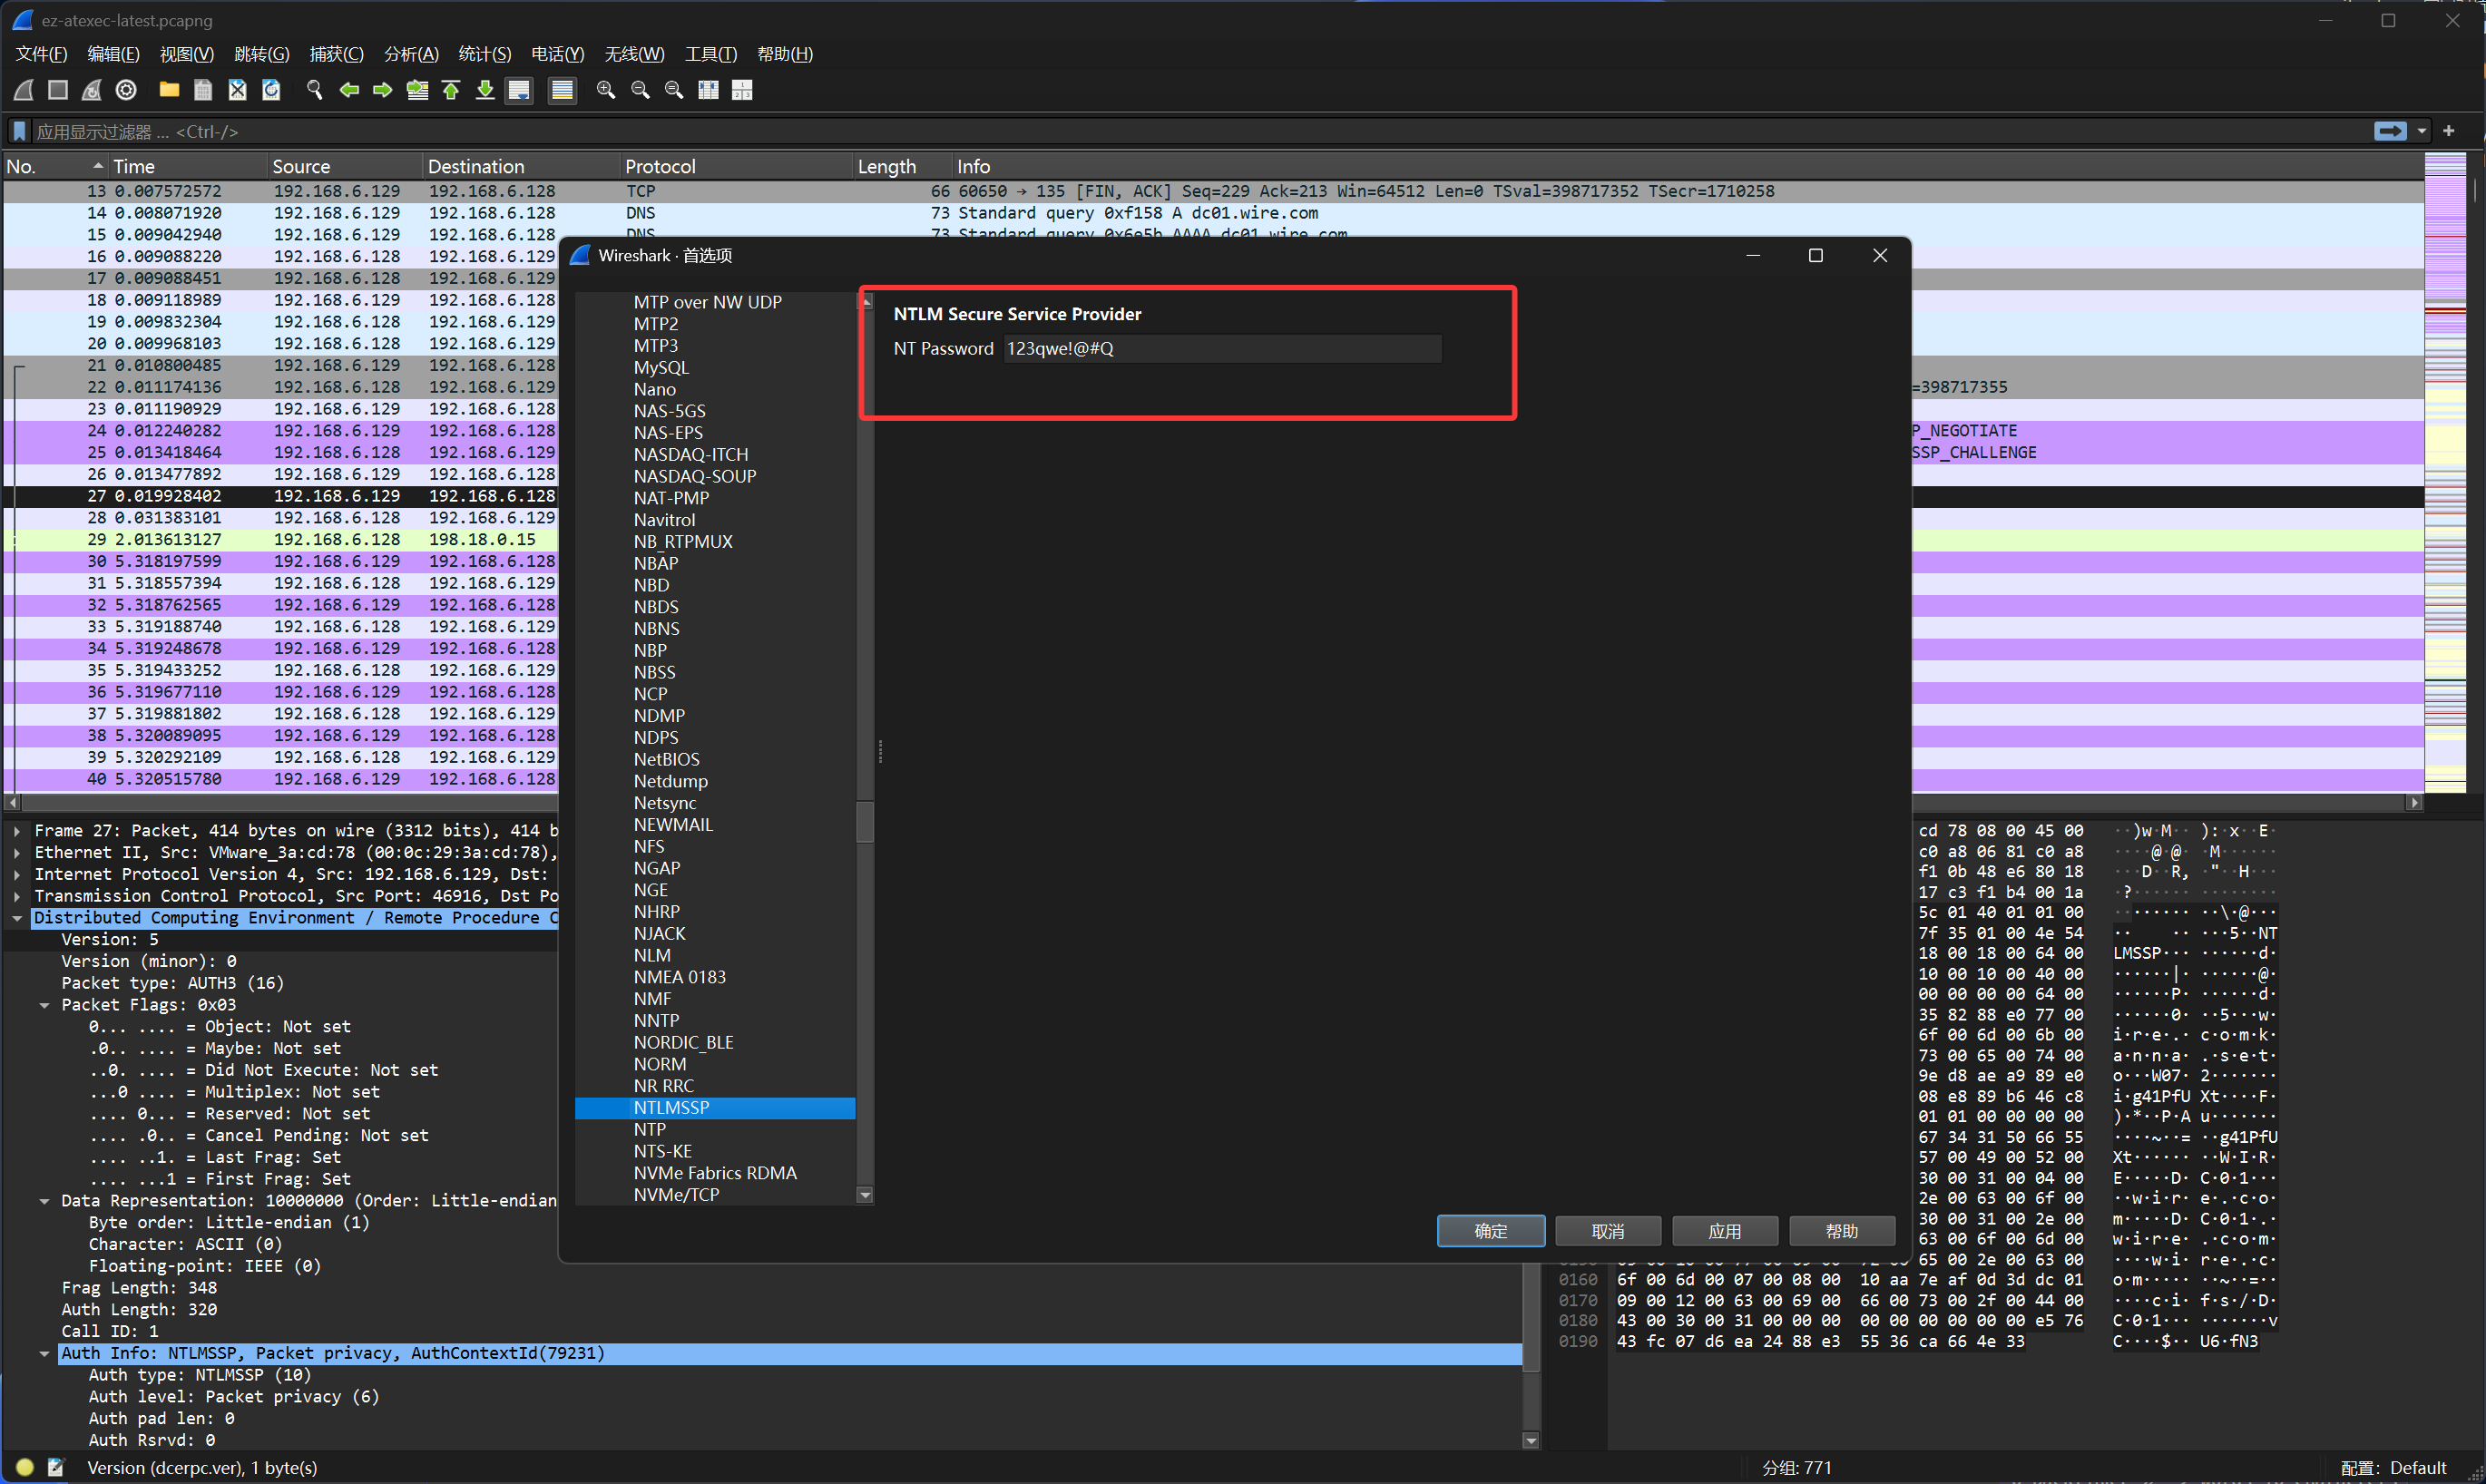 ez-atexec-latest.pcapng
文件(F) 编辑(E) 视图(V) 跳转(G) 捕获(C) 分析(A) 统计(S) 电话(Y) 无线(W) 工具(T) 帮助(H)
应用显示过滤器 … <Ctrl-/>
No. Time Source Destination Protocol Length Info
13 0.007572572 192.168.6.129 192.168.6.128 TCP 66 60650 → 135 [FIN, ACK] Seq=229 Ack=213 Win=64512 Len=0 TSval=398717352 TSecr=1710258
14 0.008071920 192.168.6.129 192.168.6.128 DNS 73 Standard query 0xf158 A dc01.wire.com
15 0.009042940 192.168.6.129 192.168.6.128 DNS 73 Standard query 0x6e5b AAAA dc01.wire.com
16 0.009088220 192.168.6.128 192.168.6.129
17 0.009088451 192.168.6.128 192.168.6.129
18 0.009118989 192.168.6.129 192.168.6.128
19 0.009832304 192.168.6.128 192.168.6.129
20 0.009968103 192.168.6.128 192.168.6.129
21 0.010800485 192.168.6.129 192.168.6.128
22 0.011174136 192.168.6.128 192.168.6.129 =398717355
23 0.011190929 192.168.6.129 192.168.6.128
24 0.012240282 192.168.6.129 192.168.6.128 P_NEGOTIATE
25 0.013418464 192.168.6.128 192.168.6.129 SSP_CHALLENGE
26 0.013477892 192.168.6.129 192.168.6.128
27 0.019928402 192.168.6.129 192.168.6.128
28 0.031383101 192.168.6.128 192.168.6.129
29 2.013613127 192.168.6.128 198.18.0.15
30 5.318197599 192.168.6.129 192.168.6.128
31 5.318557394 192.168.6.128 192.168.6.129
32 5.318762565 192.168.6.129 192.168.6.128
33 5.319188740 192.168.6.128 192.168.6.129
34 5.319248678 192.168.6.129 192.168.6.128
35 5.319433252 192.168.6.128 192.168.6.129
36 5.319677110 192.168.6.129 192.168.6.128
37 5.319881802 192.168.6.128 192.168.6.129
38 5.320089095 192.168.6.129 192.168.6.128
39 5.320292109 192.168.6.128 192.168.6.129
40 5.320515780 192.168.6.129 192.168.6.128
Wireshark · 首选项
MTP over NW UDP
MTP2
MTP3
MySQL
Nano
NAS-5GS
NAS-EPS
NASDAQ-ITCH
NASDAQ-SOUP
NAT-PMP
Navitrol
NB_RTPMUX
NBAP
NBD
NBDS
NBNS
NBP
NBSS
NCP
NDMP
NDPS
NetBIOS
Netdump
Netsync
NEWMAIL
NFS
NGAP
NGE
NHRP
NJACK
NLM
NMEA 0183
NMF
NNTP
NORDIC_BLE
NORM
NR RRC
NTLMSSP
NTP
NTS-KE
NVMe Fabrics RDMA
NVMe/TCP
NTLM Secure Service Provider
NT Password 123qwe!@#Q
确定 取消 应用 帮助
Frame 27: Packet, 414 bytes on wire (3312 bits), 414 b
Ethernet II, Src: VMware_3a:cd:78 (00:0c:29:3a:cd:78),
Internet Protocol Version 4, Src: 192.168.6.129, Dst:
Transmission Control Protocol, Src Port: 46916, Dst Po
Distributed Computing Environment / Remote Procedure C
Version: 5
Version (minor): 0
Packet type: AUTH3 (16)
Packet Flags: 0x03
0... .... = Object: Not set
.0.. .... = Maybe: Not set
..0. .... = Did Not Execute: Not set
...0 .... = Multiplex: Not set
.... 0... = Reserved: Not set
.... .0.. = Cancel Pending: Not set
.... ..1. = Last Frag: Set
.... ...1 = First Frag: Set
Data Representation: 10000000 (Order: Little-endian
Byte order: Little-endian (1)
Character: ASCII (0)
Floating-point: IEEE (0)
Frag Length: 348
Auth Length: 320
Call ID: 1
Auth Info: NTLMSSP, Packet privacy, AuthContextId(79231)
Auth type: NTLMSSP (10)
Auth level: Packet privacy (6)
Auth pad len: 0
Auth Rsrvd: 0
cd 78 08 00 45 00 ··)w·M·· ):·x··E·
c0 a8 06 81 c0 a8 ····@·@· ·M······
f1 0b 48 e6 80 18 ···D··R, ·"··H···
17 c3 f1 b4 00 1a ·?······ ········
5c 01 40 01 01 00 ········ ··\·@···
7f 35 01 00 4e 54 ·· ·· ···5··NT
18 00 18 00 64 00 LMSSP··· ······d·
10 00 10 00 40 00 ······|· ······@·
00 00 00 00 64 00 ······P· ······d·
35 82 88 e0 77 00 ······0· ··5···w·
6f 00 6d 00 6b 00 i·r·e·.· c·o·m·k·
73 00 65 00 74 00 a·n·n·a· .·s·e·t·
9e d8 ae a9 89 e0 o···W07· 2·······
08 e8 89 b6 46 c8 i·g41PfU Xt····F·
01 01 00 00 00 00 )·*··P·A u·······
67 34 31 50 66 55 ····~··= ··g41PfU
57 00 49 00 52 00 Xt······ ··W·I·R·
30 00 31 00 04 00 E·····D· C·0·1···
2e 00 63 00 6f 00 ··w·i·r· e·.·c·o·
30 00 31 00 2e 00 m·····D· C·0·1·.·
63 00 6f 00 6d 00 w·i·r·e· .·c·o·m·
65 00 2e 00 63 00 ····w·i· r·e·.·c·
0160 6f 00 6d 00 07 00 08 00 10 aa 7e af 0d 3d dc 01 o·m····· ··~··=··
0170 09 00 12 00 63 00 69 00 66 00 73 00 2f 00 44 00 ····c·i· f·s·/·D·
0180 43 00 30 00 31 00 00 00 00 00 00 00 00 00 e5 76 C·0·1··· ·······v
0190 43 fc 07 d6 ea 24 88 e3 55 36 ca 66 4e 33 C····$·· U6·fN3
Version (dcerpc.ver), 1 byte(s)
分组: 771
配置: Default